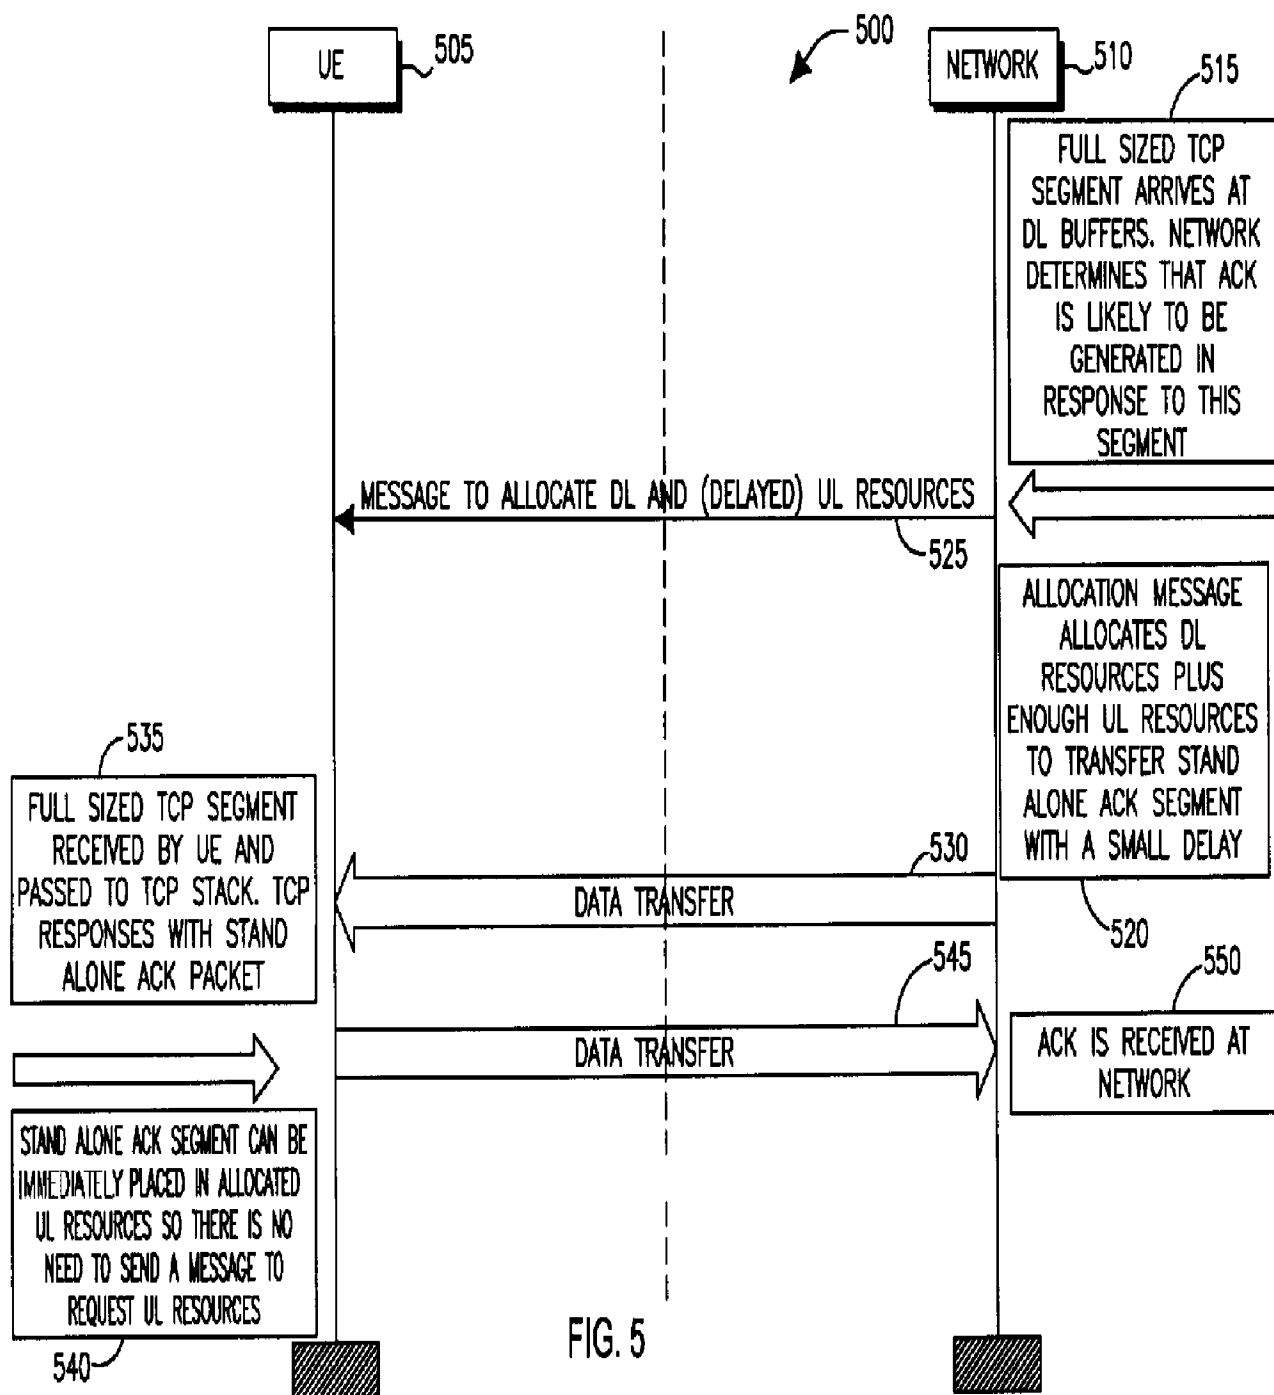 UE
505
500
NETWORK
510
515
FULL SIZED TCP
SEGMENT ARRIVES AT
DL BUFFERS. NETWORK
DETERMINES THAT ACK
IS LIKELY TO BE
GENERATED IN
RESPONSE TO THIS
SEGMENT
MESSAGE TO ALLOCATE DL AND (DELAYED) UL RESOURCES
525
ALLOCATION MESSAGE
ALLOCATES DL
RESOURCES PLUS
ENOUGH UL RESOURCES
TO TRANSFER STAND
ALONE ACK SEGMENT
WITH A SMALL DELAY
520
535
FULL SIZED TCP SEGMENT
RECEIVED BY UE AND
PASSED TO TCP STACK. TCP
RESPONSES WITH STAND
ALONE ACK PACKET
530
DATA TRANSFER
545
DATA TRANSFER
550
ACK IS RECEIVED AT
NETWORK
STAND ALONE ACK SEGMENT CAN BE
IMMEDIATELY PLACED IN ALLOCATED
UL RESOURCES SO THERE IS NO
NEED TO SEND A MESSAGE TO
REQUEST UL RESOURCES
540
FIG. 5